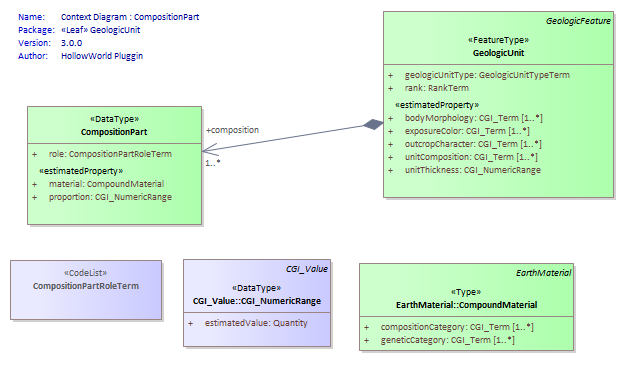 Name: Context Diagram : CompositionPart
Package: «Leaf» GeologicUnit
Version: 3.0.0
Author: HollowWorld Pluggin
GeologicFeature
«FeatureType»
GeologicUnit
+ geologicUnitType: GeologicUnitTypeTerm
+ rank: RankTerm
«estimatedProperty»
+ bodyMorphology: CGI_Term [1..*]
+ exposureColor: CGI_Term [1..*]
+ outcropCharacter: CGI_Term [1..*]
+ unitComposition: CGI_Term [1..*]
+ unitThickness: CGI_NumericRange
«DataType»
CompositionPart
+ role: CompositionPartRoleTerm
«estimatedProperty»
+ material: CompoundMaterial
+ proportion: CGI_NumericRange
+composition
1..*
«CodeList»
CompositionPartRoleTerm
CGI_Value
«DataType»
CGI_Value::CGI_NumericRange
+ estimatedValue: Quantity
EarthMaterial
«Type»
EarthMaterial::CompoundMaterial
+ compositionCategory: CGI_Term [1..*]
+ geneticCategory: CGI_Term [1..*]